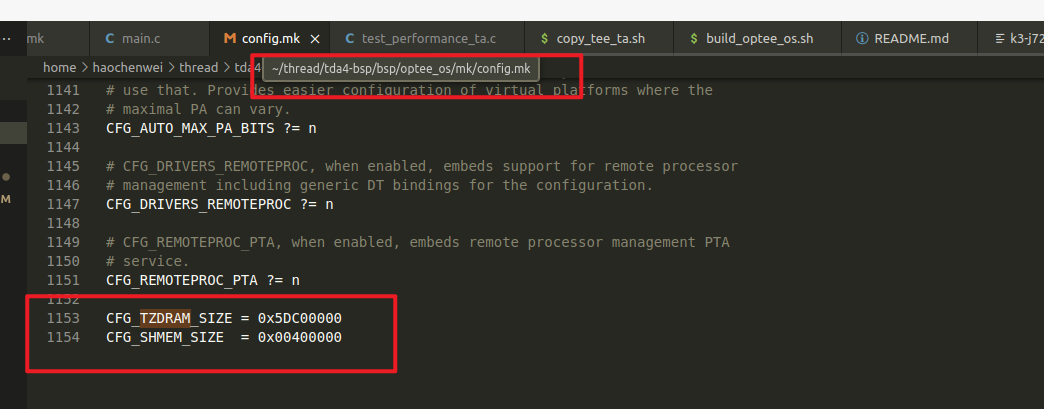 mk C main.c M config.mk × C test_performance_ta.c $ copy_tee_ta.sh $ build_optee_os.sh README.md k3-j72
home > haochenwei > thread > tda4
~/thread/tda4-bsp/bsp/optee_os/mk/config.mk
1141 # use that. Provides easier configuration of virtual platforms where the
1142 # maximal PA can vary.
1143 CFG_AUTO_MAX_PA_BITS ?= n
1144
1145 # CFG_DRIVERS_REMOTEPROC, when enabled, embeds support for remote processor
1146 # management including generic DT bindings for the configuration.
1147 CFG_DRIVERS_REMOTEPROC ?= n
1148
1149 # CFG_REMOTEPROC_PTA, when enabled, embeds remote processor management PTA
1150 # service.
1151 CFG_REMOTEPROC_PTA ?= n
1152
1153 CFG_TZDRAM_SIZE = 0x5DC00000
1154 CFG_SHMEM_SIZE  = 0x00400000
M